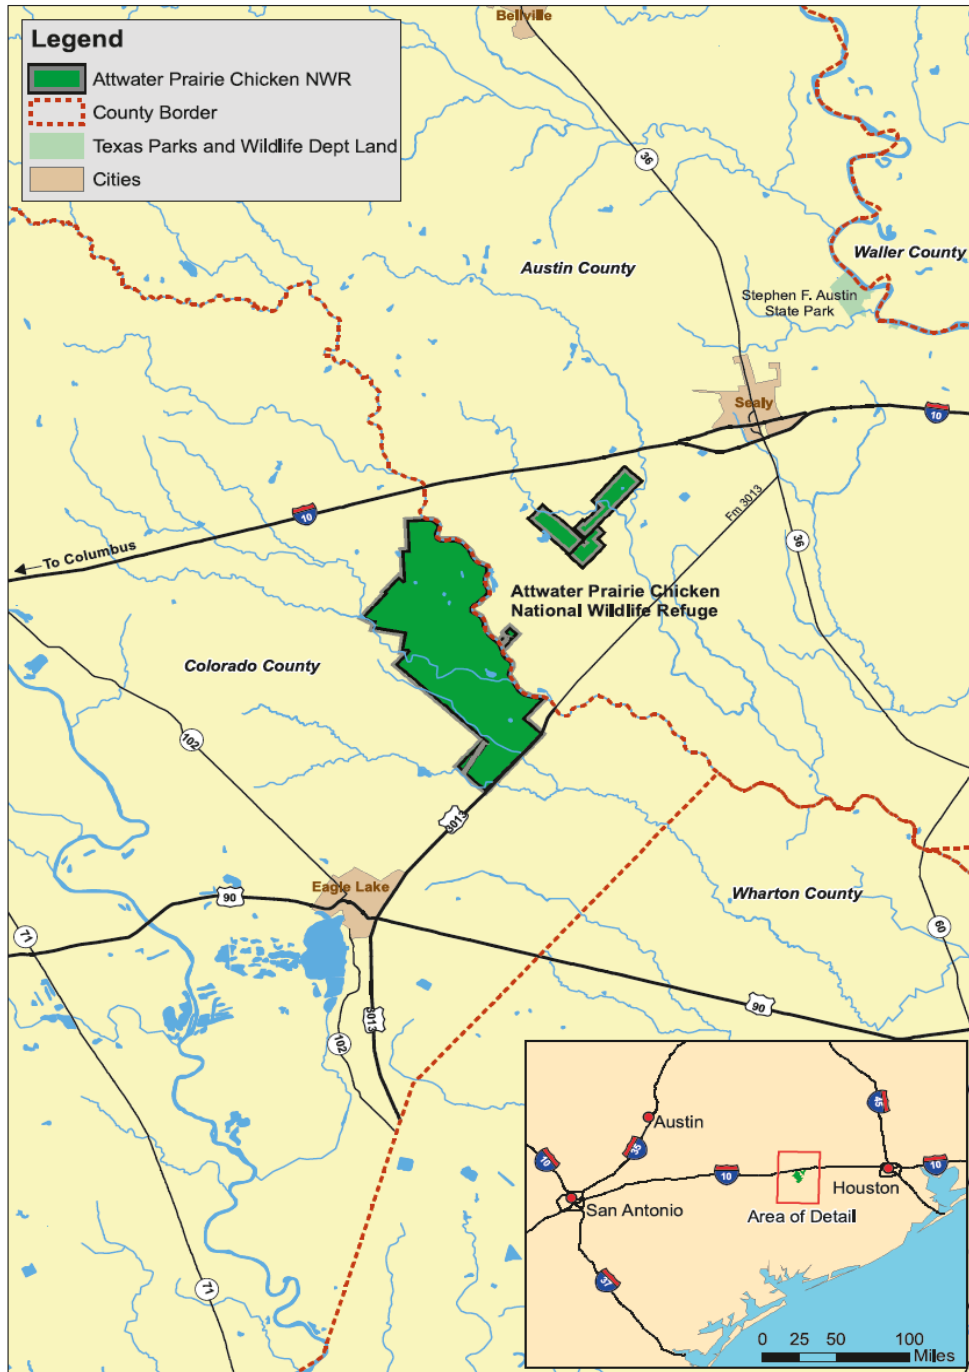 Bellville
Legend
Attwater Prairie Chicken NWR
County Border
Texas Parks and Wildlife Dept Land
Cities
36
Austin County
Waller County
Stephen F. Austin
State Park
Sealy
10
Fm 3013
10
To Columbus
36
Attwater Prairie Chicken
National Wildlife Refuge
Colorado County
102
3013
Eagle Lake
90
Wharton County
71
60
90
3013
102
71
Austin
45
35
10
10
10
San Antonio
Houston
Area of Detail
37
0 25 50 100
Miles